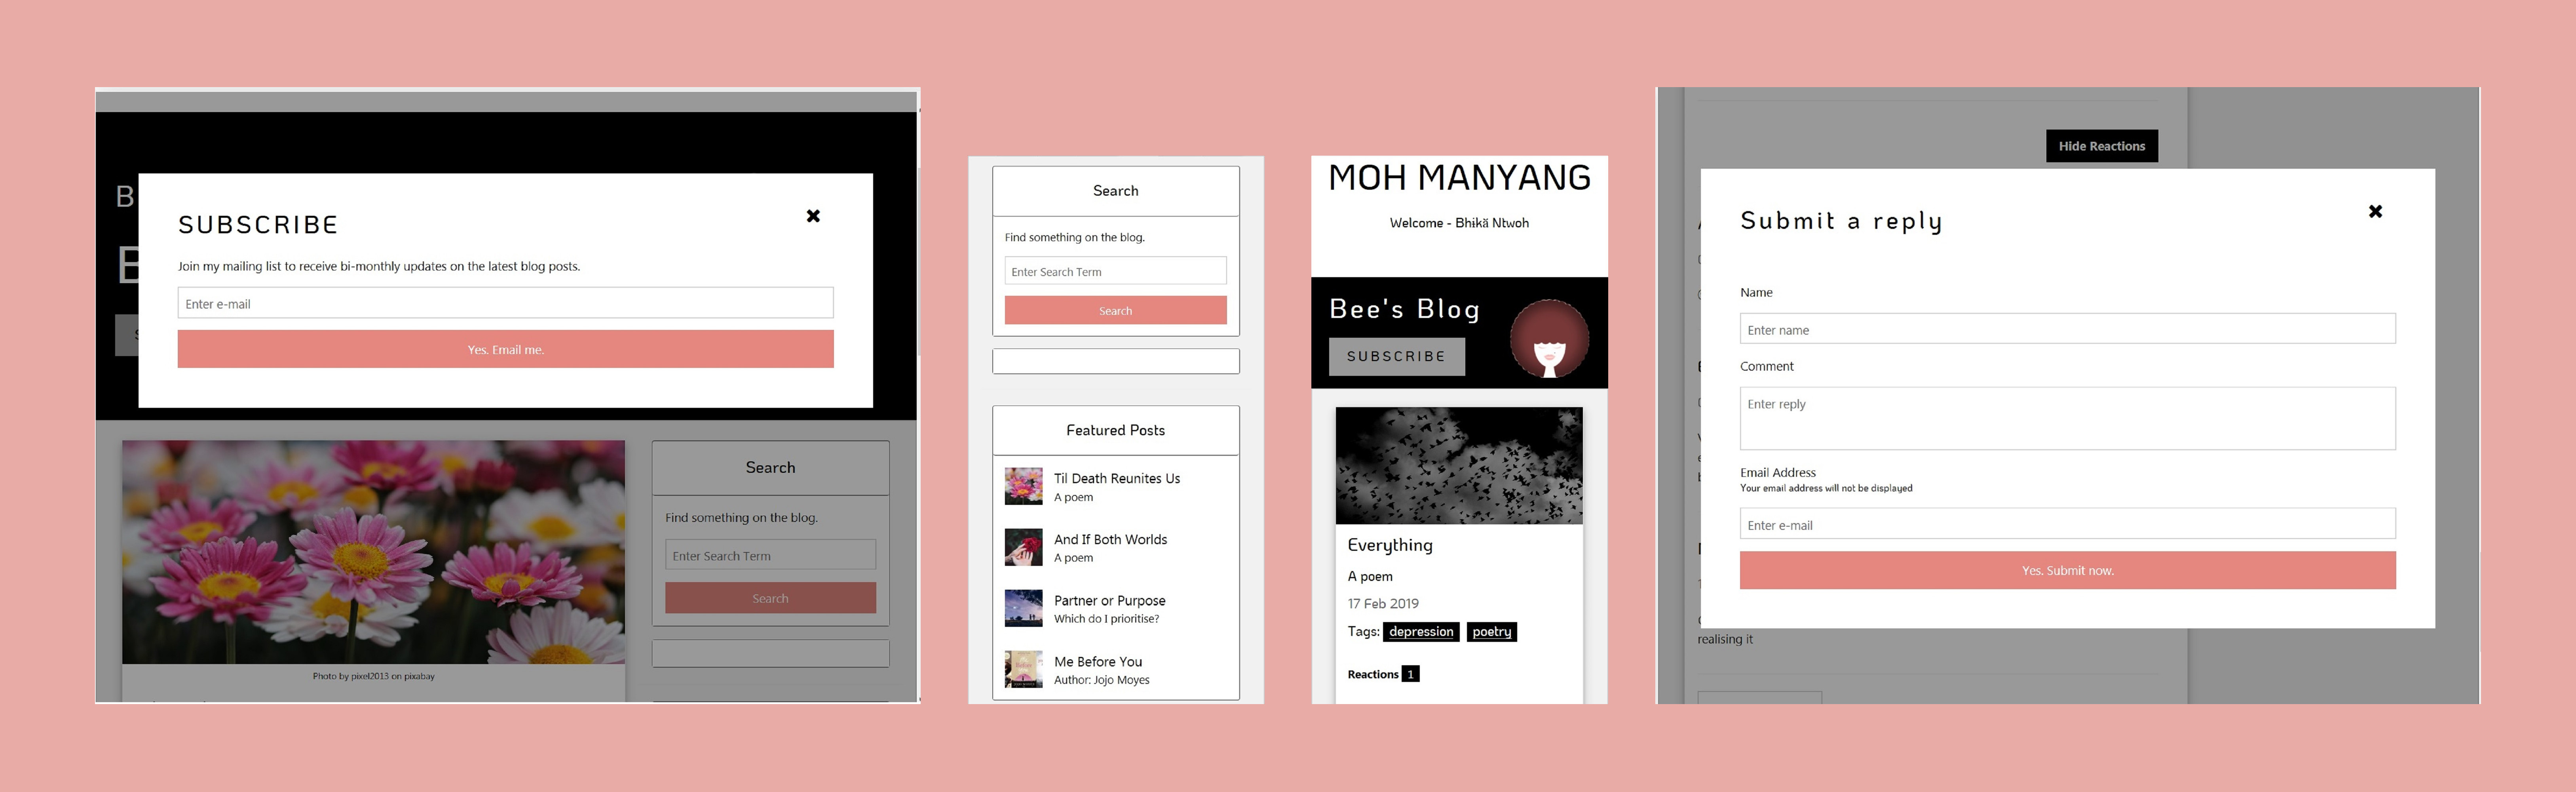 B
SUBSCRIBE
Join my mailing list to receive bi-monthly updates on the latest blog posts.
B
Enter e-mail
Yes. Email me.
Search
Find something on the blog.
Enter Search Term
Search
Photo by pixel2013 on pixabay
Search
Find something on the blog.
Enter Search Term
Search
Featured Posts
Til Death Reunites Us
A poem
And If Both Worlds
A poem
Partner or Purpose
Which do I prioritise?
Me Before You
Author: Jojo Moyes
MOH MANYANG
Welcome - Bhɨkä Ntwoh
Bee's Blog
SUBSCRIBE
Everything
A poem
17 Feb 2019
Tags: depression poetry
Reactions 1
Hide Reactions
Submit a reply
Name
Enter name
Comment
Enter reply
Email Address
Your email address will not be displayed
Enter e-mail
Yes. Submit now.
realising it